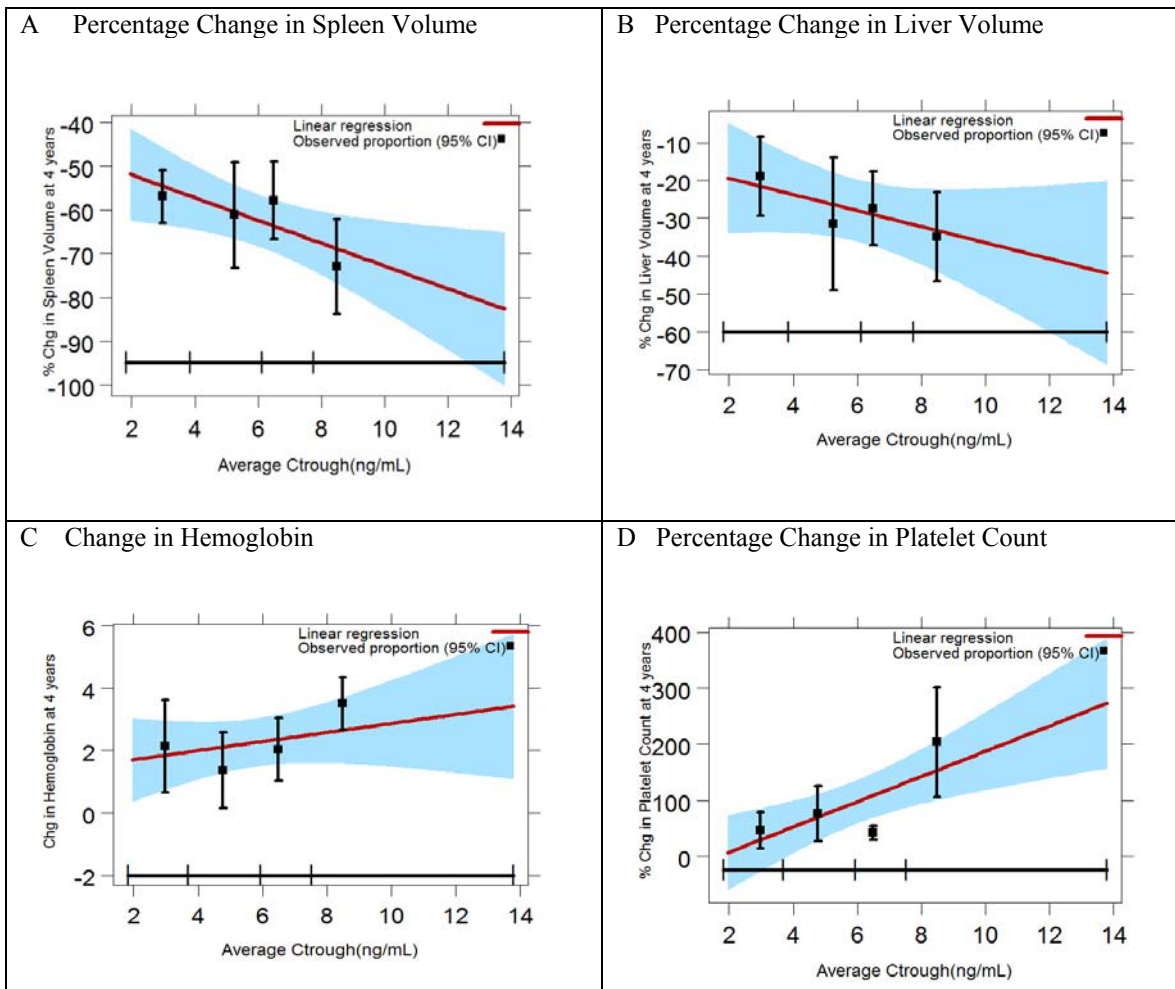 A Percentage Change in Spleen Volume
Linear regression
Observed proportion (95% CI)
% Chg in Spleen Volume at 4 years
-40
-50
-60
-70
-80
-90
-100
2 4 6 8 10 12 14
Average Ctrough(ng/mL)
B Percentage Change in Liver Volume
Linear regression
Observed proportion (95% CI)
% Chg in Liver Volume at 4 years
-10
-20
-30
-40
-50
-60
-70
2 4 6 8 10 12 14
Average Ctrough(ng/mL)
C Change in Hemoglobin
Linear regression
Observed proportion (95% CI)
Chg in Hemoglobin at 4 years
6
4
2
0
-2
2 4 6 8 10 12 14
Average Ctrough(ng/mL)
D Percentage Change in Platelet Count
Linear regression
Observed proportion (95% CI)
% Chg in Platelet Count at 4 years
400
300
200
100
0
2 4 6 8 10 12 14
Average Ctrough(ng/mL)